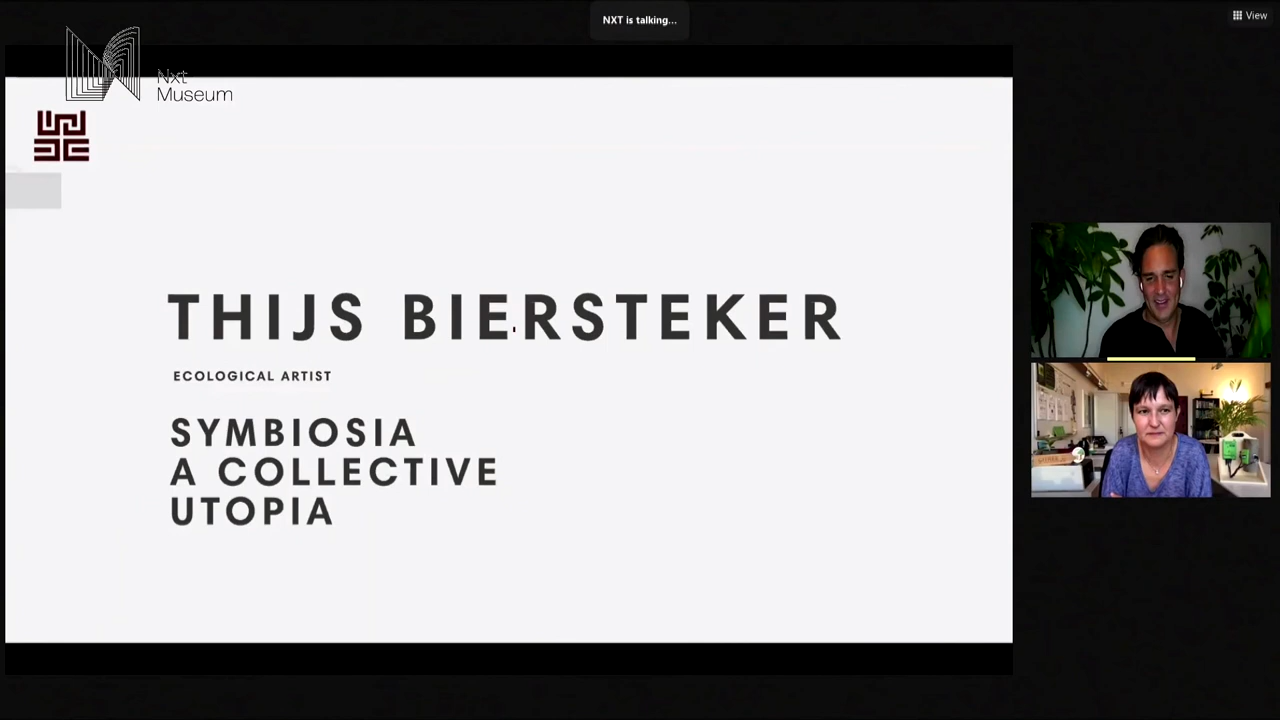 NXT is talking...
View
Nxt
Museum
THIJS BIERSTEKER
ECOLOGICAL ARTIST
SYMBIOSIA
A COLLECTIVE
UTOPIA